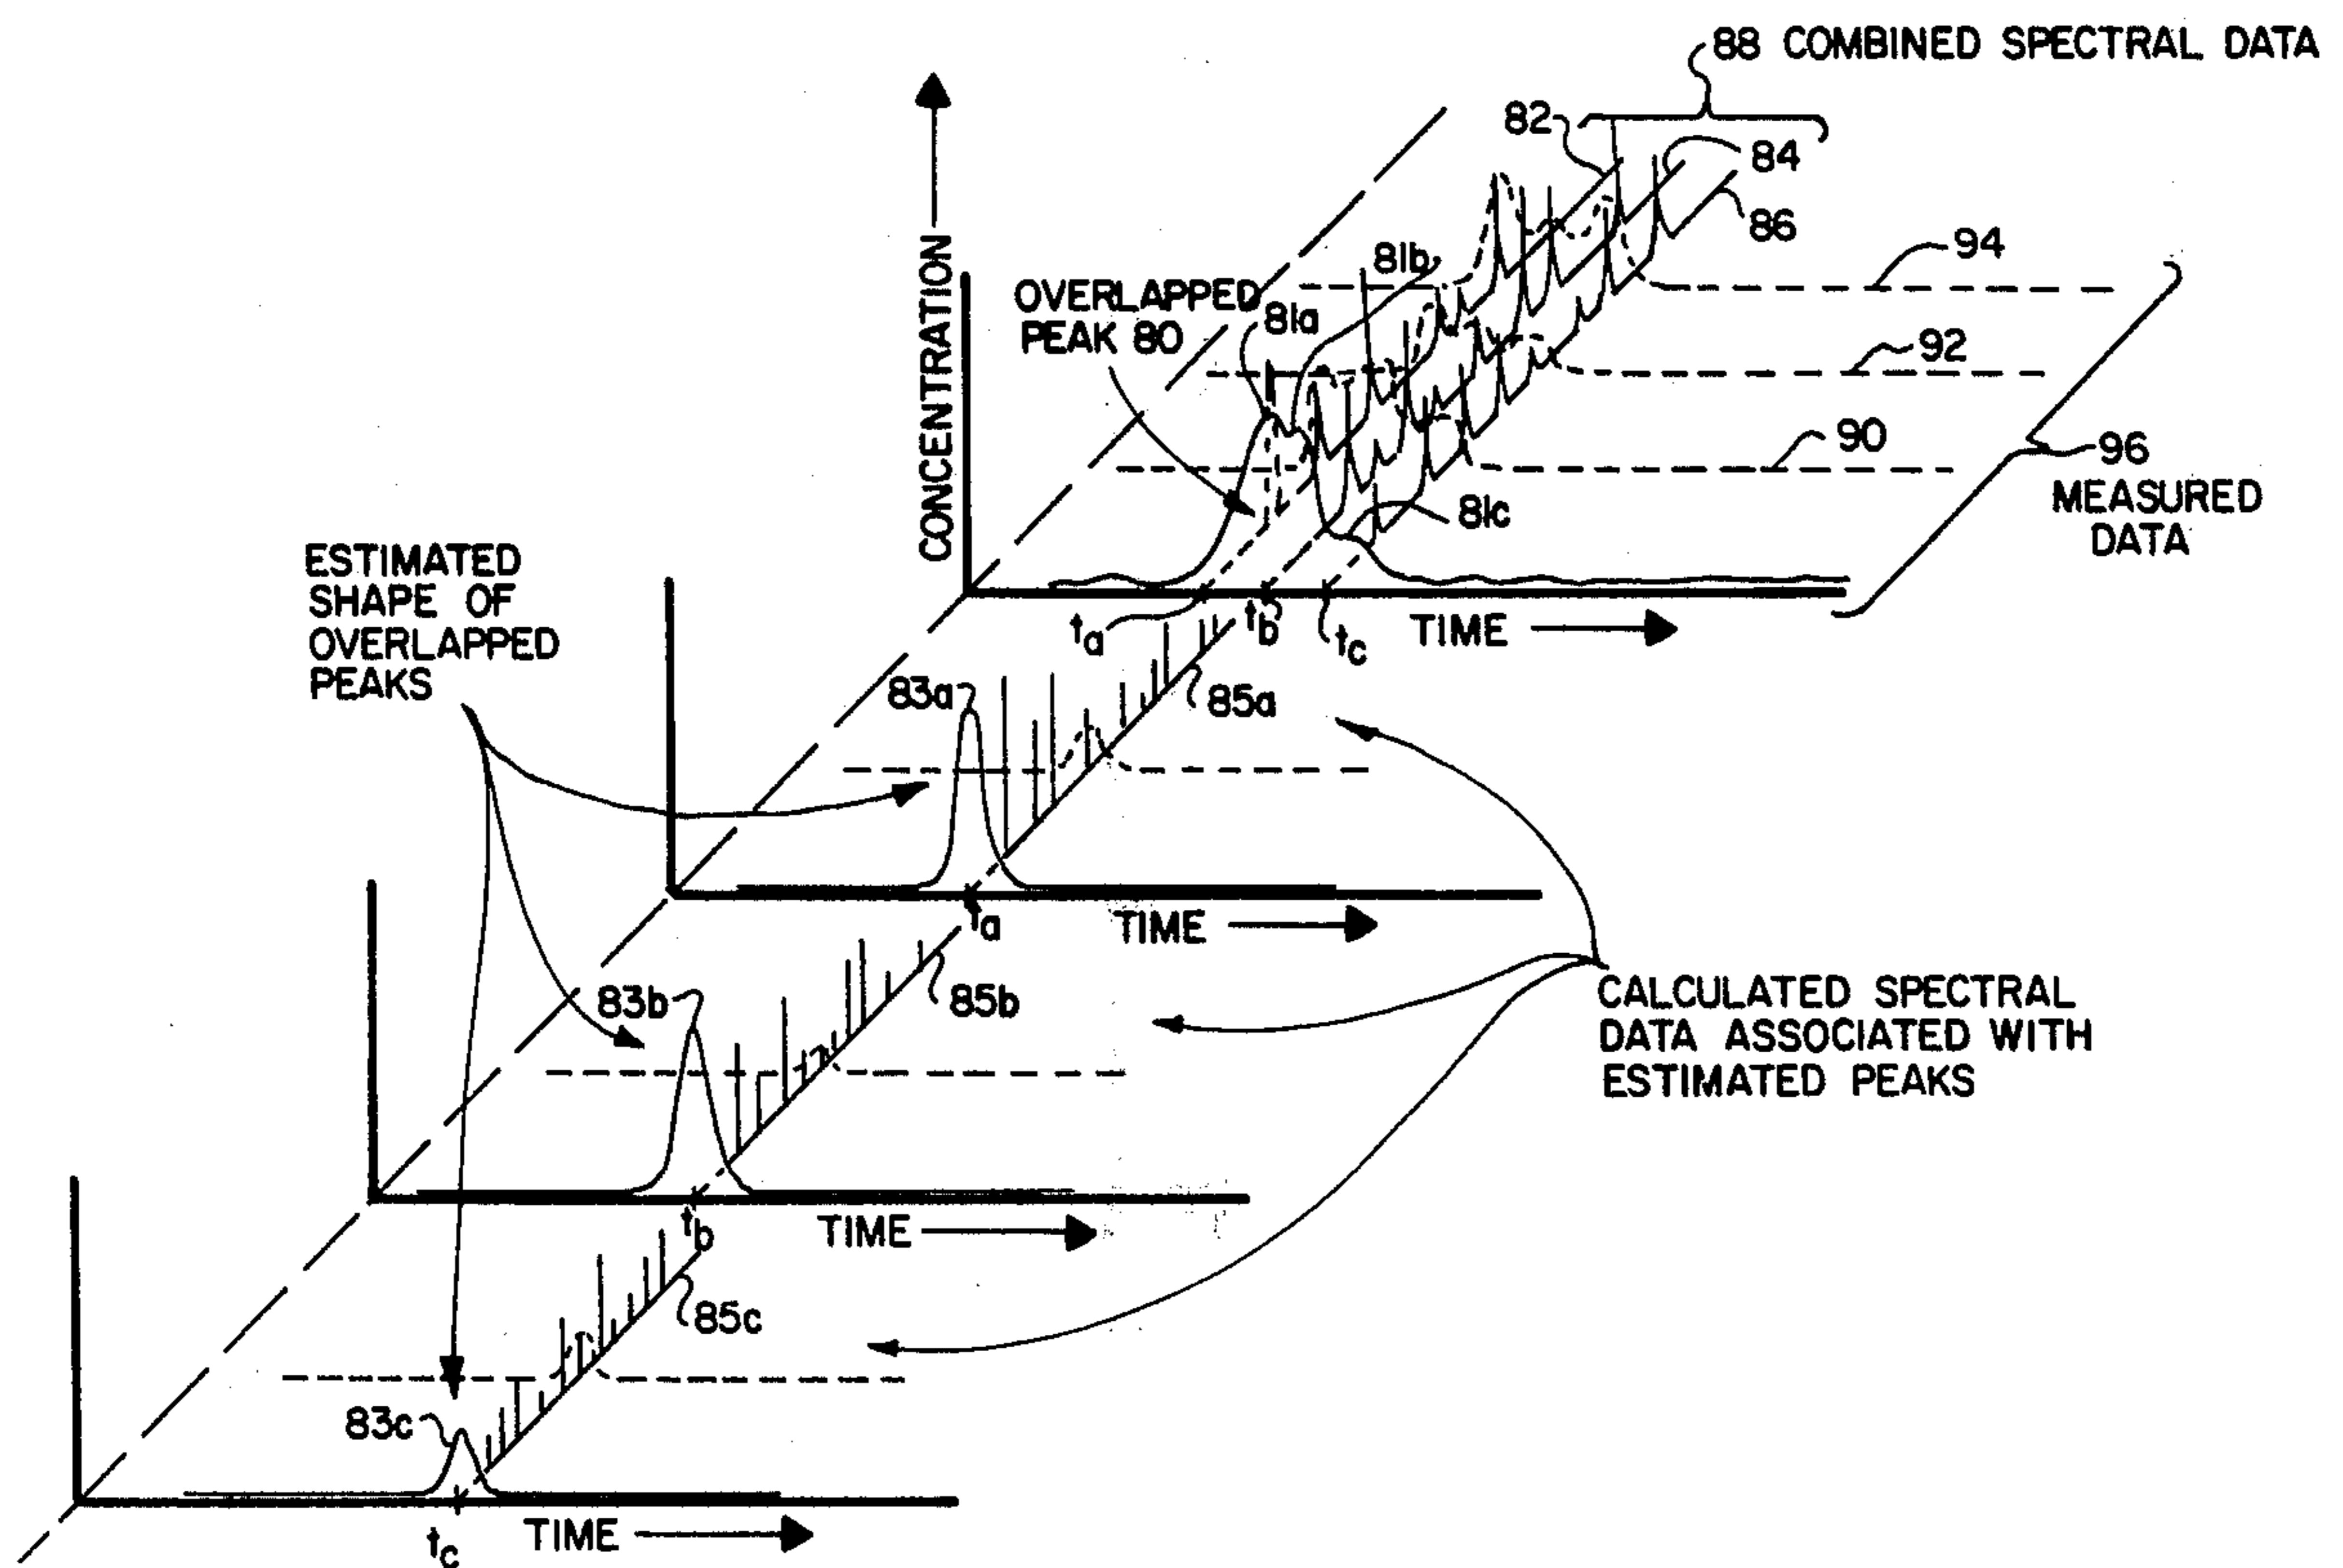 88 COMBINED SPECTRAL DATA
82
84
86
94
81b
OVERLAPPED
PEAK 80
81a
92
90
96
MEASURED
DATA
81c
CONCENTRATION
ta
tb
tc
TIME
ESTIMATED
SHAPE OF
OVERLAPPED
PEAKS
83a
85a
ta
TIME
83b
85b
CALCULATED SPECTRAL
DATA ASSOCIATED WITH
ESTIMATED PEAKS
tb
TIME
85c
83c
tc
TIME